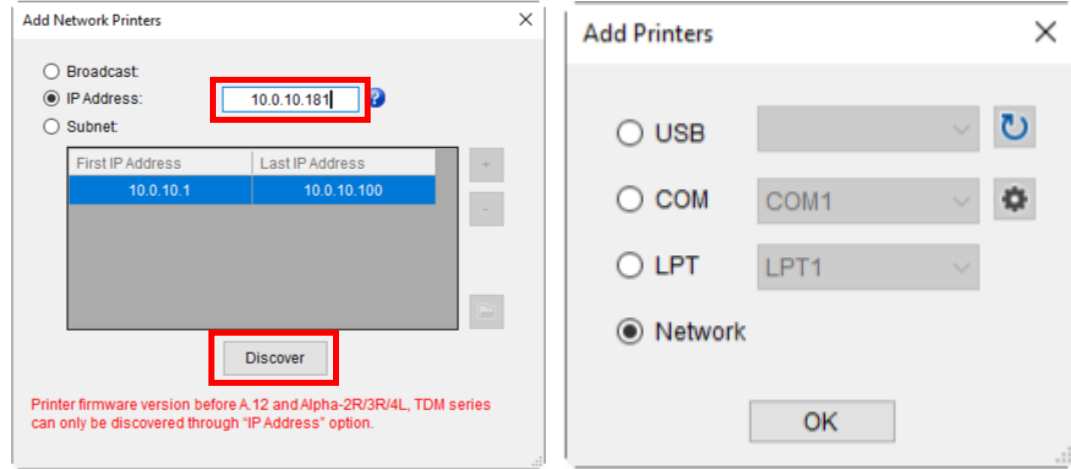 Add Network Printers
Broadcast:
IP Address:
10.0.10.181
?
Subnet:
First IP Address
Last IP Address
10.0.10.1
10.0.10.100
+
-
Discover
Printer firmware version before A.12 and Alpha-2R/3R/4L, TDM series
can only be discovered through "IP Address" option.
Add Printers
USB
COM
COM1
LPT
LPT1
Network
OK